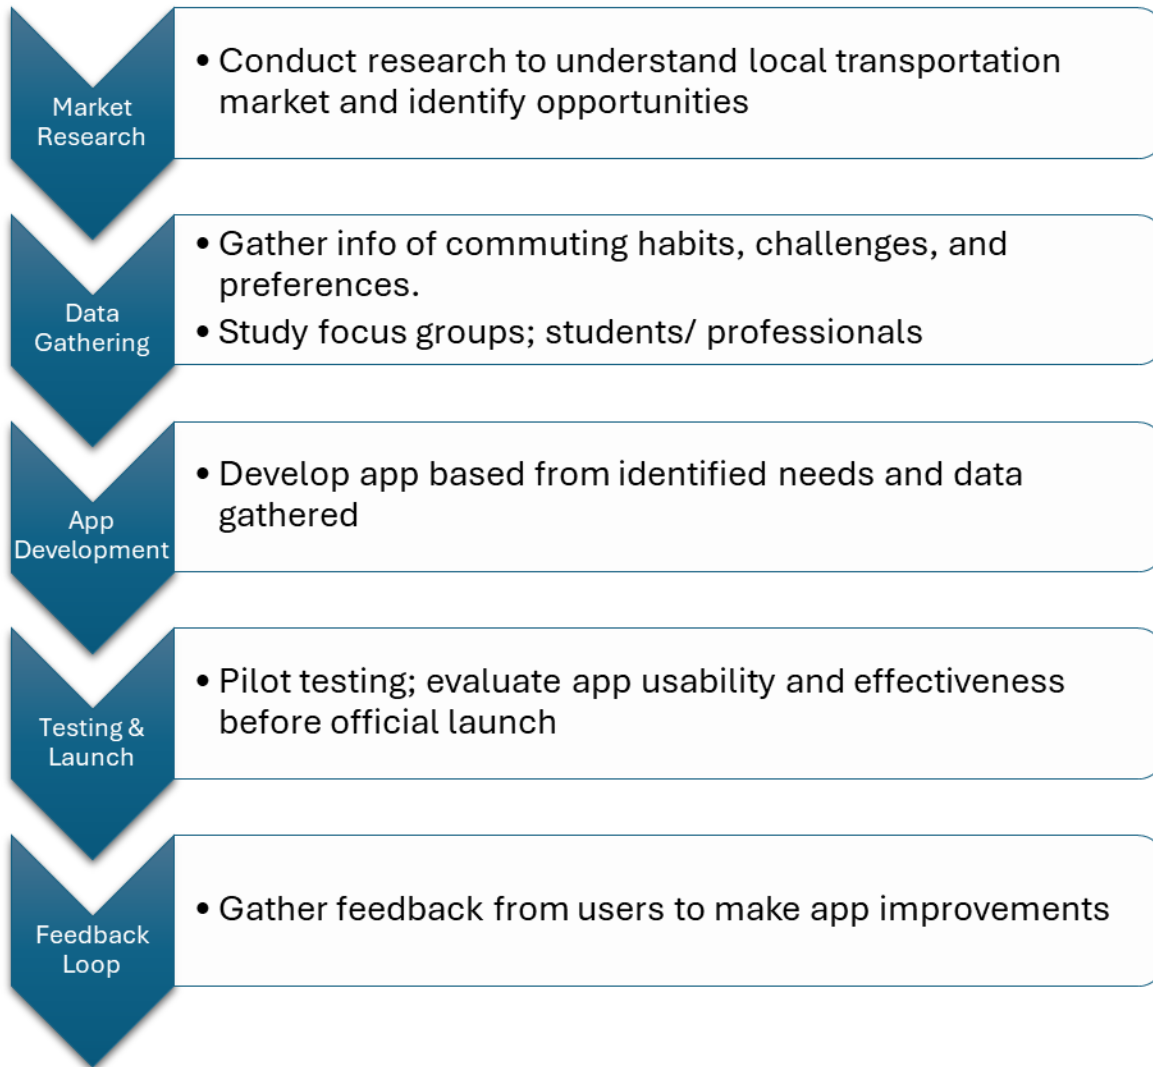 Market
Research
• Conduct research to understand local transportation
market and identify opportunities
Data
Gathering
• Gather info of commuting habits, challenges, and
preferences.
• Study focus groups; students/ professionals
App
Development
• Develop app based from identified needs and data
gathered
Testing &
Launch
• Pilot testing; evaluate app usability and effectiveness
before official launch
Feedback
Loop
• Gather feedback from users to make app improvements